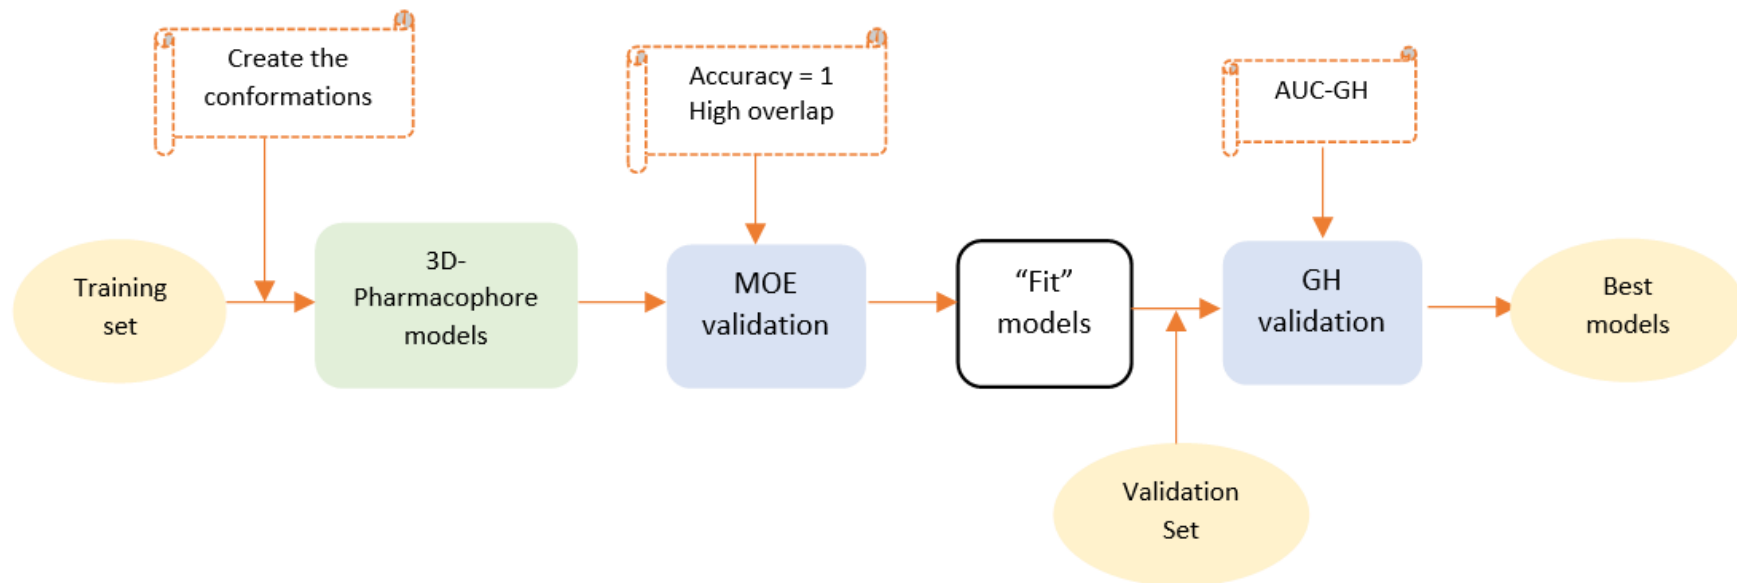 Create the
conformations
Accuracy = 1
High overlap
AUC-GH
Training
set
3D-
Pharmacophore
models
MOE
validation
“Fit”
models
GH
validation
Best
models
Validation
Set